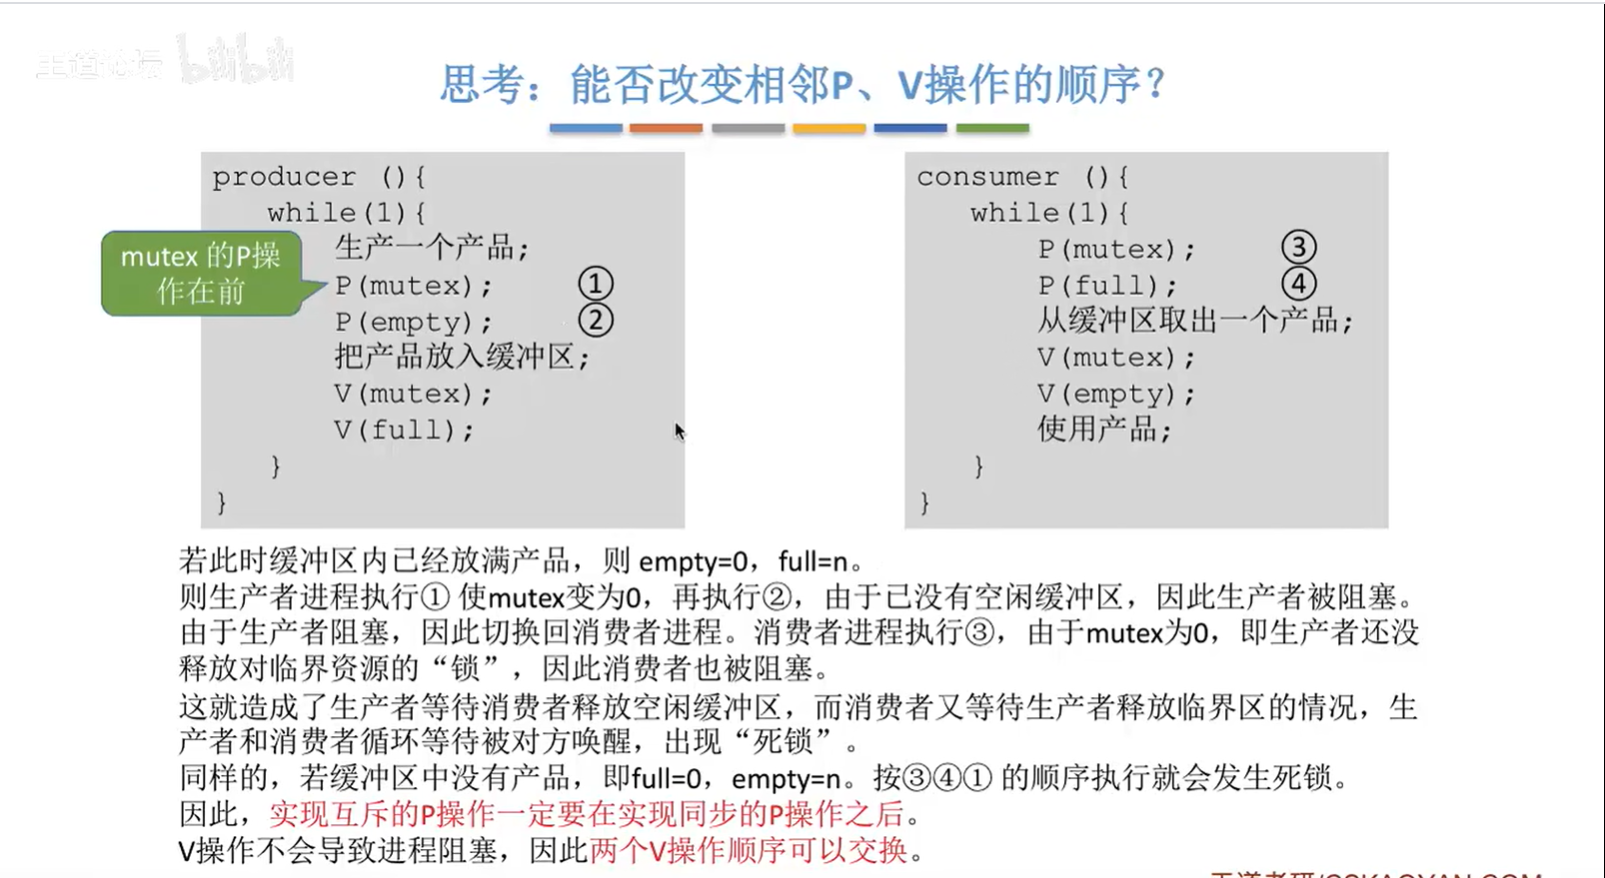 王道论坛 bilibili
思考：能否改变相邻P、V操作的顺序？
producer (){
while(1){
生产一个产品;
P(mutex); ①
P(empty); ②
把产品放入缓冲区;
V(mutex);
V(full);
}
}
mutex 的P操
作在前
consumer (){
while(1){
P(mutex); ③
P(full); ④
从缓冲区取出一个产品;
V(mutex);
V(empty);
使用产品;
}
}
若此时缓冲区内已经放满产品，则 empty=0，full=n。
则生产者进程执行① 使mutex变为0，再执行②，由于已没有空闲缓冲区，因此生产者被阻塞。
由于生产者阻塞，因此切换回消费者进程。消费者进程执行③，由于mutex为0，即生产者还没
释放对临界资源的“锁”，因此消费者也被阻塞。
这就造成了生产者等待消费者释放空闲缓冲区，而消费者又等待生产者释放临界区的情况，生
产者和消费者循环等待被对方唤醒，出现“死锁”。
同样的，若缓冲区中没有产品，即full=0，empty=n。按③④① 的顺序执行就会发生死锁。
因此，实现互斥的P操作一定要在实现同步的P操作之后。
V操作不会导致进程阻塞，因此两个V操作顺序可以交换。